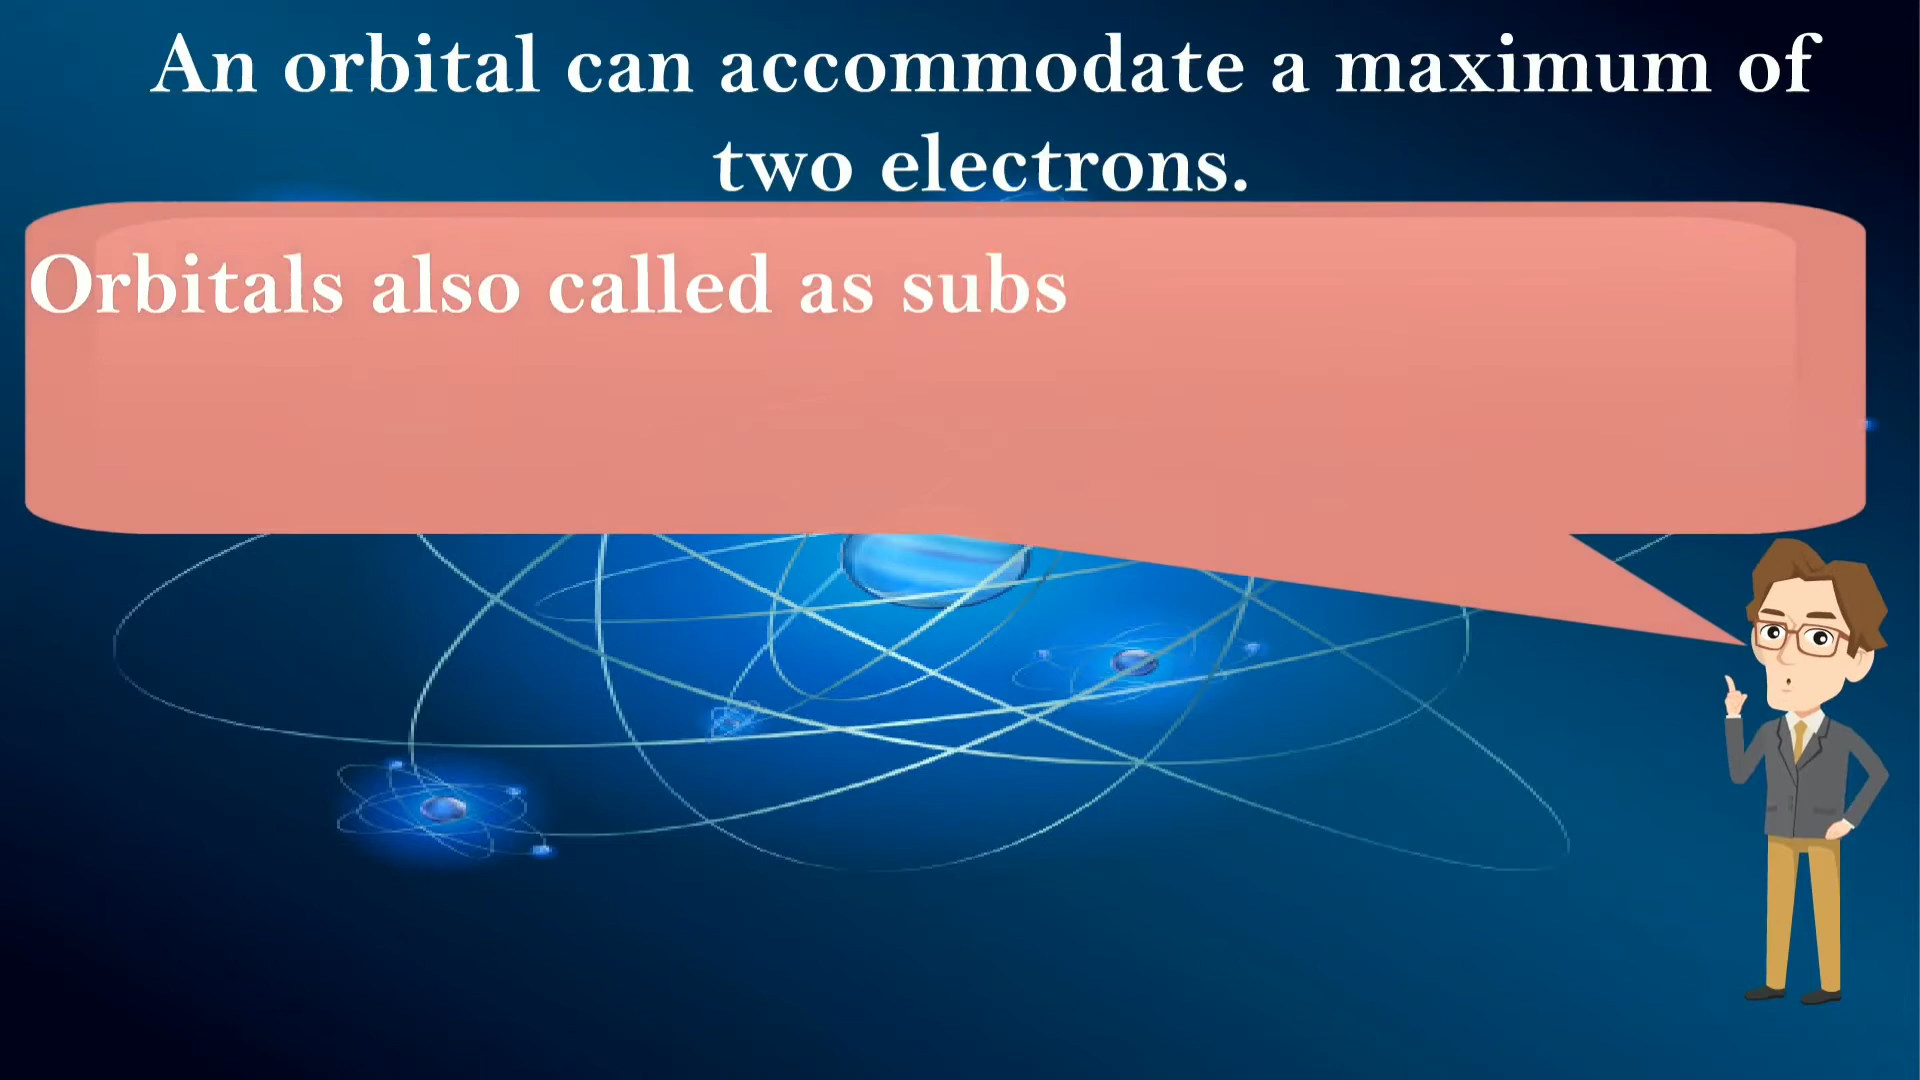 An orbital can accommodate a maximum of
two electrons.
Orbitals also called as subs